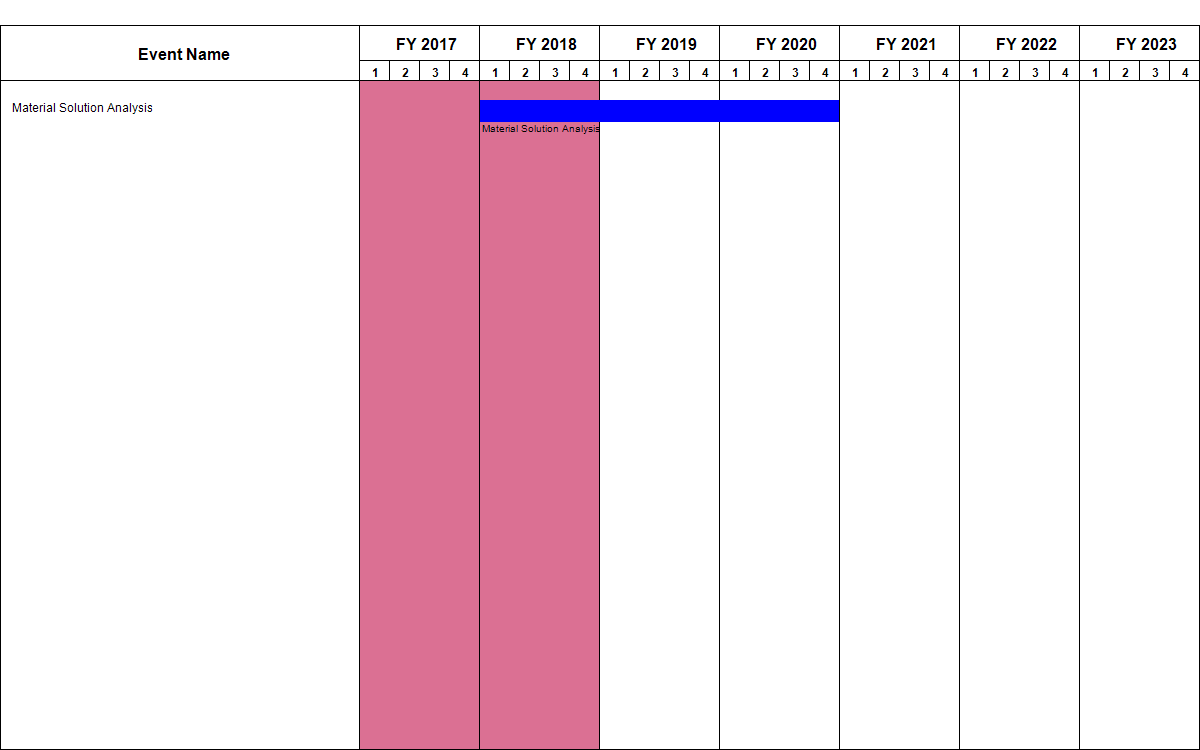 Event Name FY 2017 FY 2018 FY 2019 FY 2020 FY 2021 FY 2022 FY 2023
1 2 3 4 1 2 3 4 1 2 3 4 1 2 3 4 1 2 3 4 1 2 3 4 1 2 3 4
Material Solution Analysis
Material Solution Analysis